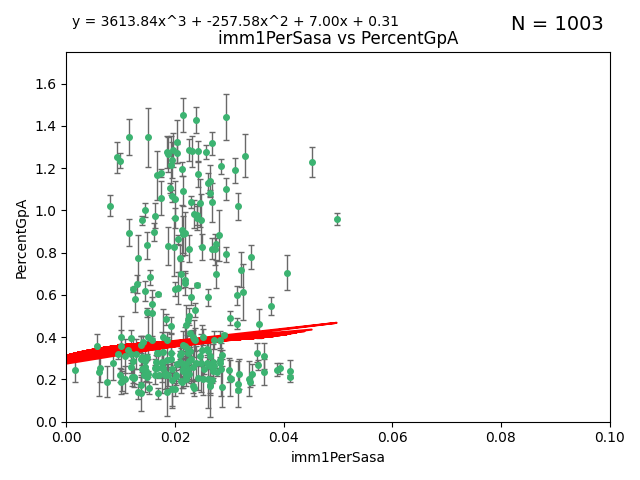 y = 3613.84x^3 + -257.58x^2 + 7.00x + 0.31
N = 1003
imm1PerSasa vs PercentGpA
PercentGpA
1.6
1.4
1.2
1.0
0.8
0.6
0.4
0.2
0.0
0.00 0.02 0.04 0.06 0.08 0.10
imm1PerSasa